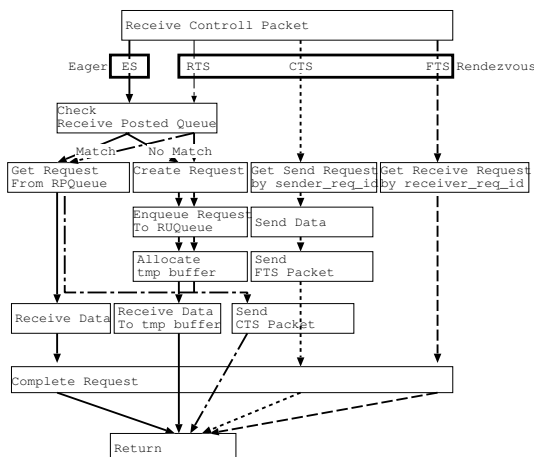 Receive Controll Packet
Eager ES RTS CTS FTS Rendezvous
Check
Receive Posted Queue
Match No Match
Get Request
From RPQueue
Create Request
Get Send Request
by sender_req_id
Get Receive Request
by receiver_req_id
Enqueue Request
To RUQueue
Send Data
Allocate
tmp buffer
Send
FTS Packet
Receive Data
Receive Data
To tmp buffer
Send
CTS Packet
Complete Request
Return